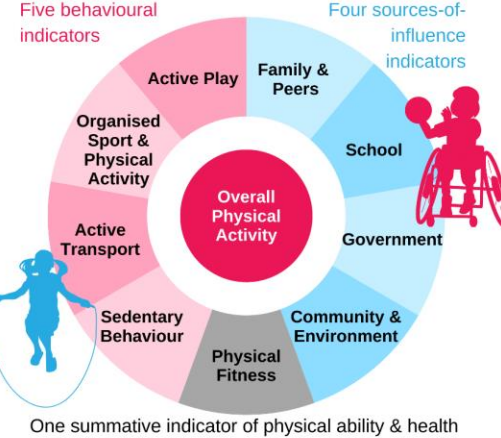 Five behavioural
indicators
Four sources-of-
influence
indicators
Active Play
Family &
Peers
Organised
Sport &
Physical
Activity
School
Overall
Physical
Activity
Active
Transport
Government
Sedentary
Behaviour
Community &
Environment
Physical
Fitness
One summative indicator of physical ability & health